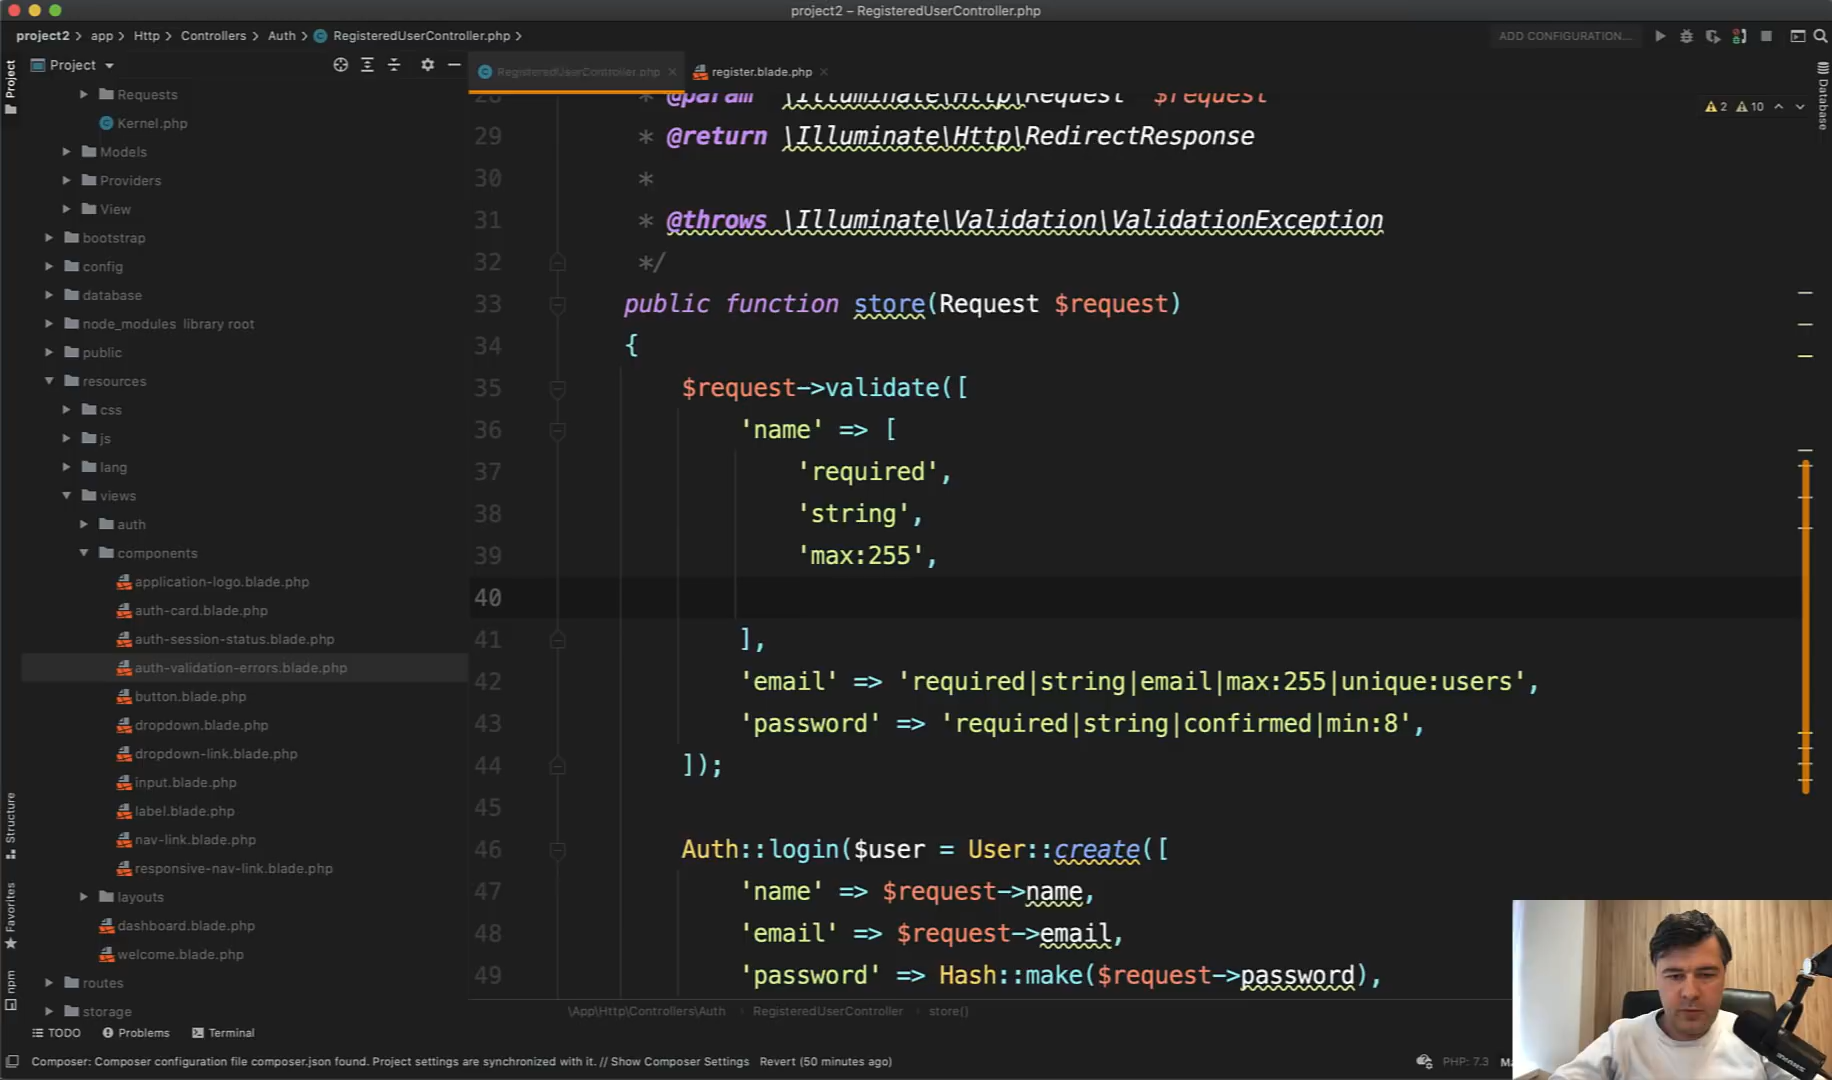 project2 – RegisteredUserController.php
project2 app Http Controllers Auth RegisteredUserController.php
ADD CONFIGURATION...
Project
Project
RegisteredUserController.php
register.blade.php
Database
2 10
Requests
Kernel.php
Models
Providers
View
bootstrap
config
database
node_modules library root
public
resources
css
js
lang
views
auth
components
application-logo.blade.php
auth-card.blade.php
auth-session-status.blade.php
auth-validation-errors.blade.php
button.blade.php
dropdown.blade.php
dropdown-link.blade.php
input.blade.php
label.blade.php
nav-link.blade.php
responsive-nav-link.blade.php
layouts
dashboard.blade.php
welcome.blade.php
routes
storage
Structure
Favorites
npm
28 * @param \Illuminate\Http\Request $request
29 * @return \Illuminate\Http\RedirectResponse
30 *
31 * @throws \Illuminate\Validation\ValidationException
32 */
33 public function store(Request $request)
34 {
35 $request->validate([
36 'name' => [
37 'required',
38 'string',
39 'max:255',
40
41 ],
42 'email' => 'required|string|email|max:255|unique:users',
43 'password' => 'required|string|confirmed|min:8',
44 ]);
45
46 Auth::login($user = User::create([
47 'name' => $request->name,
48 'email' => $request->email,
49 'password' => Hash::make($request->password),
\App\Http\Controllers\Auth RegisteredUserController store()
TODO Problems Terminal
Composer: Composer configuration file composer.json found. Project settings are synchronized with it. // Show Composer Settings Revert (50 minutes ago)
PHP: 7.3